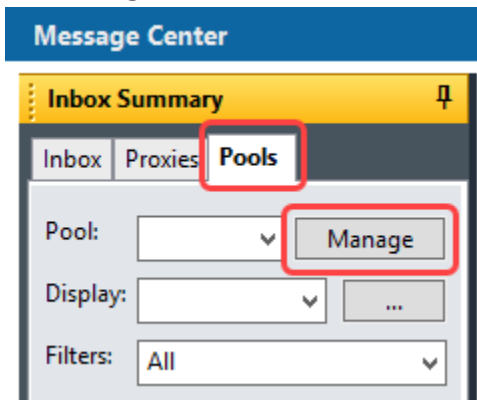 Message Center
Inbox Summary
Inbox Proxies Pools
Pool: Manage
Display: ...
Filters: All